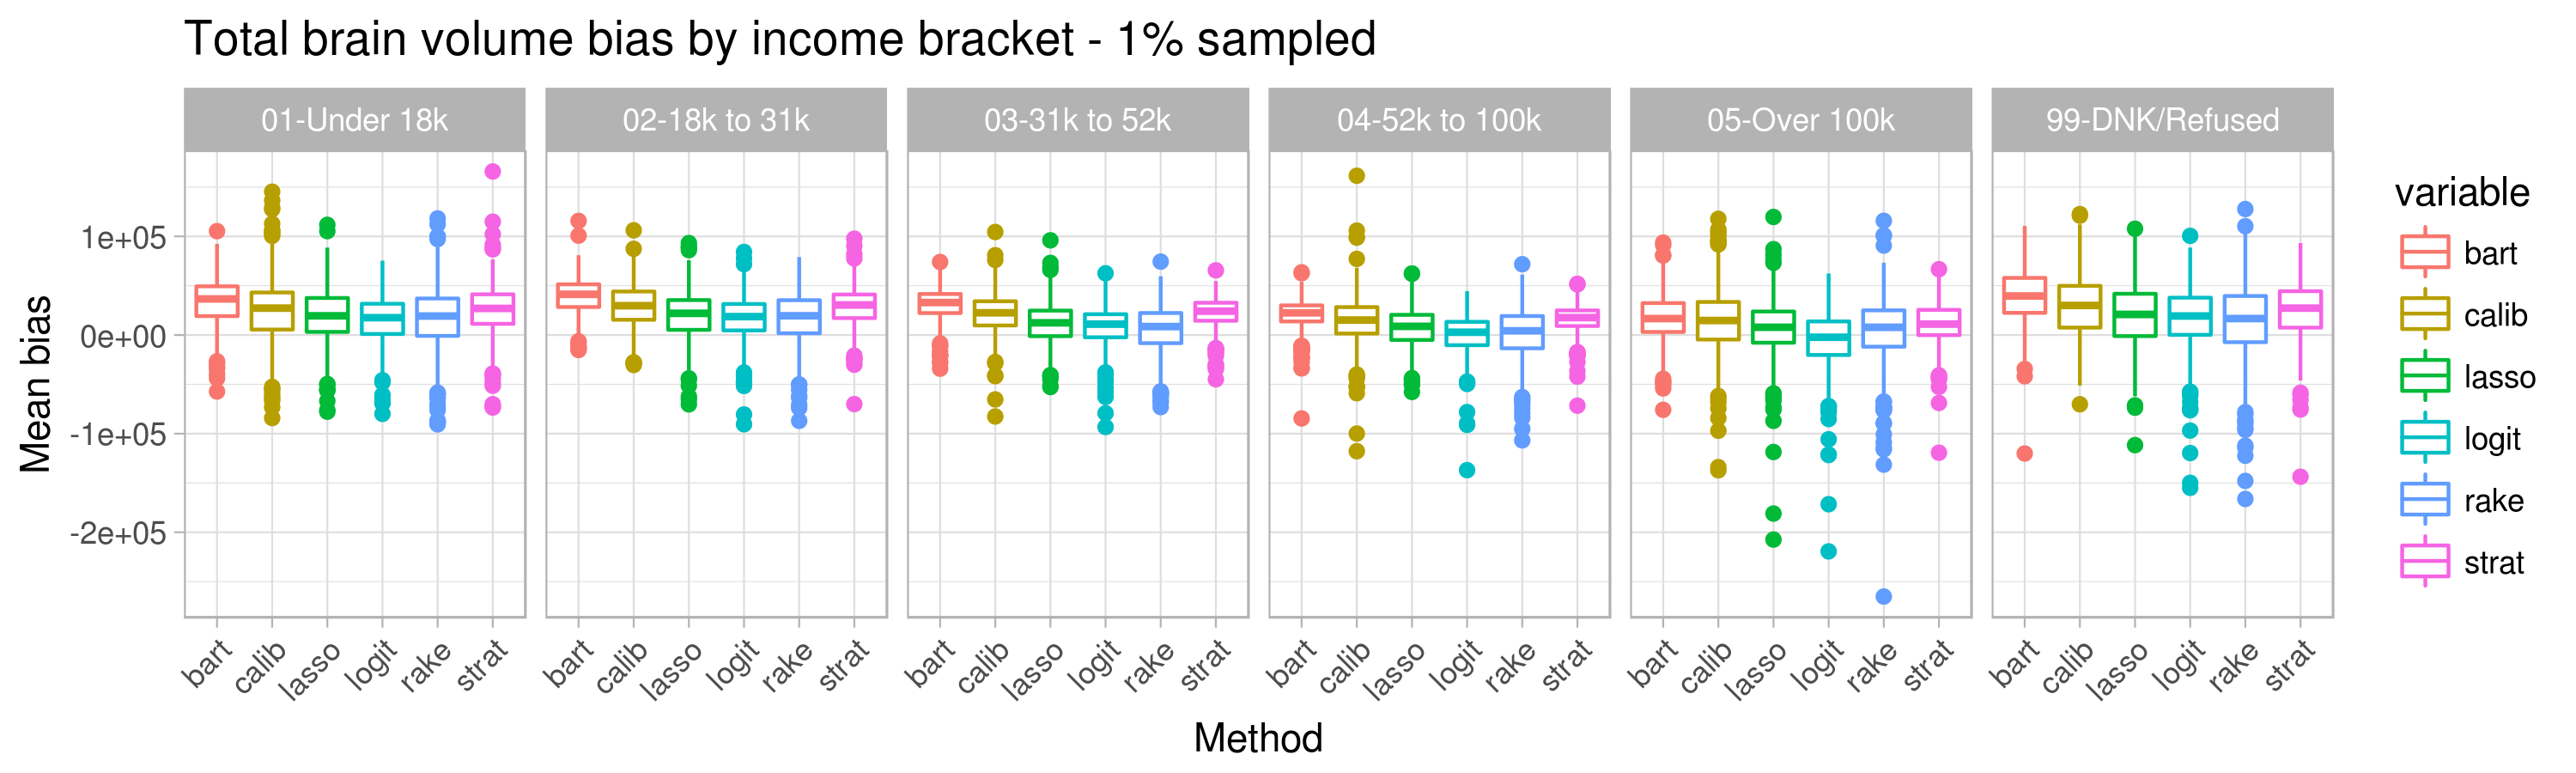 Total brain volume bias by income bracket - 1% sampled
01-Under 18k
02-18k to 31k
03-31k to 52k
04-52k to 100k
05-Over 100k
99-DNK/Refused
Mean bias
1e+05
0e+00
-1e+05
-2e+05
bart calib lasso logit rake strat
bart calib lasso logit rake strat
bart calib lasso logit rake strat
bart calib lasso logit rake strat
bart calib lasso logit rake strat
bart calib lasso logit rake strat
Method
variable
bart
calib
lasso
logit
rake
strat